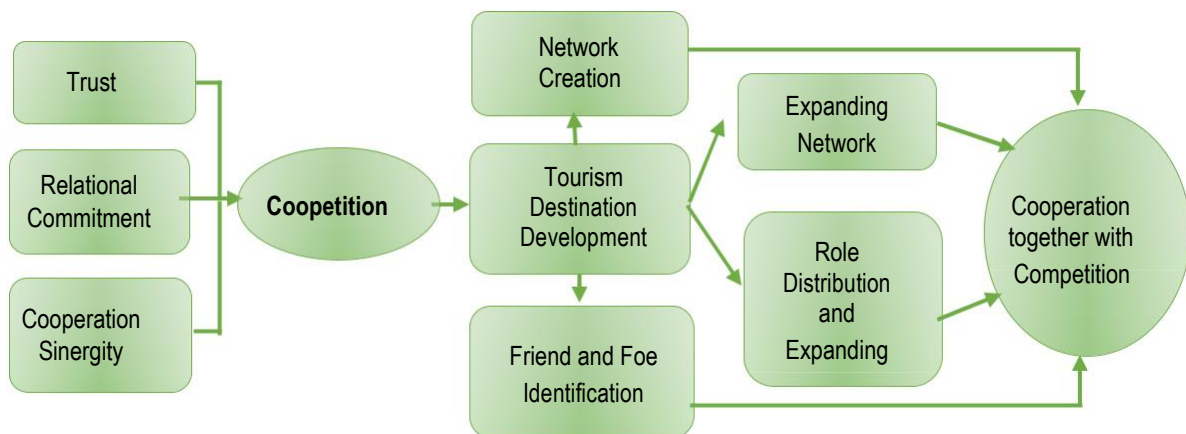 Trust
Relational
Commitment
Cooperation
Sinergity
Coopetition
Network
Creation
Tourism
Destination
Development
Friend and Foe
Identification
Expanding
Network
Role
Distribution
and
Expanding
Cooperation
together with
Competition